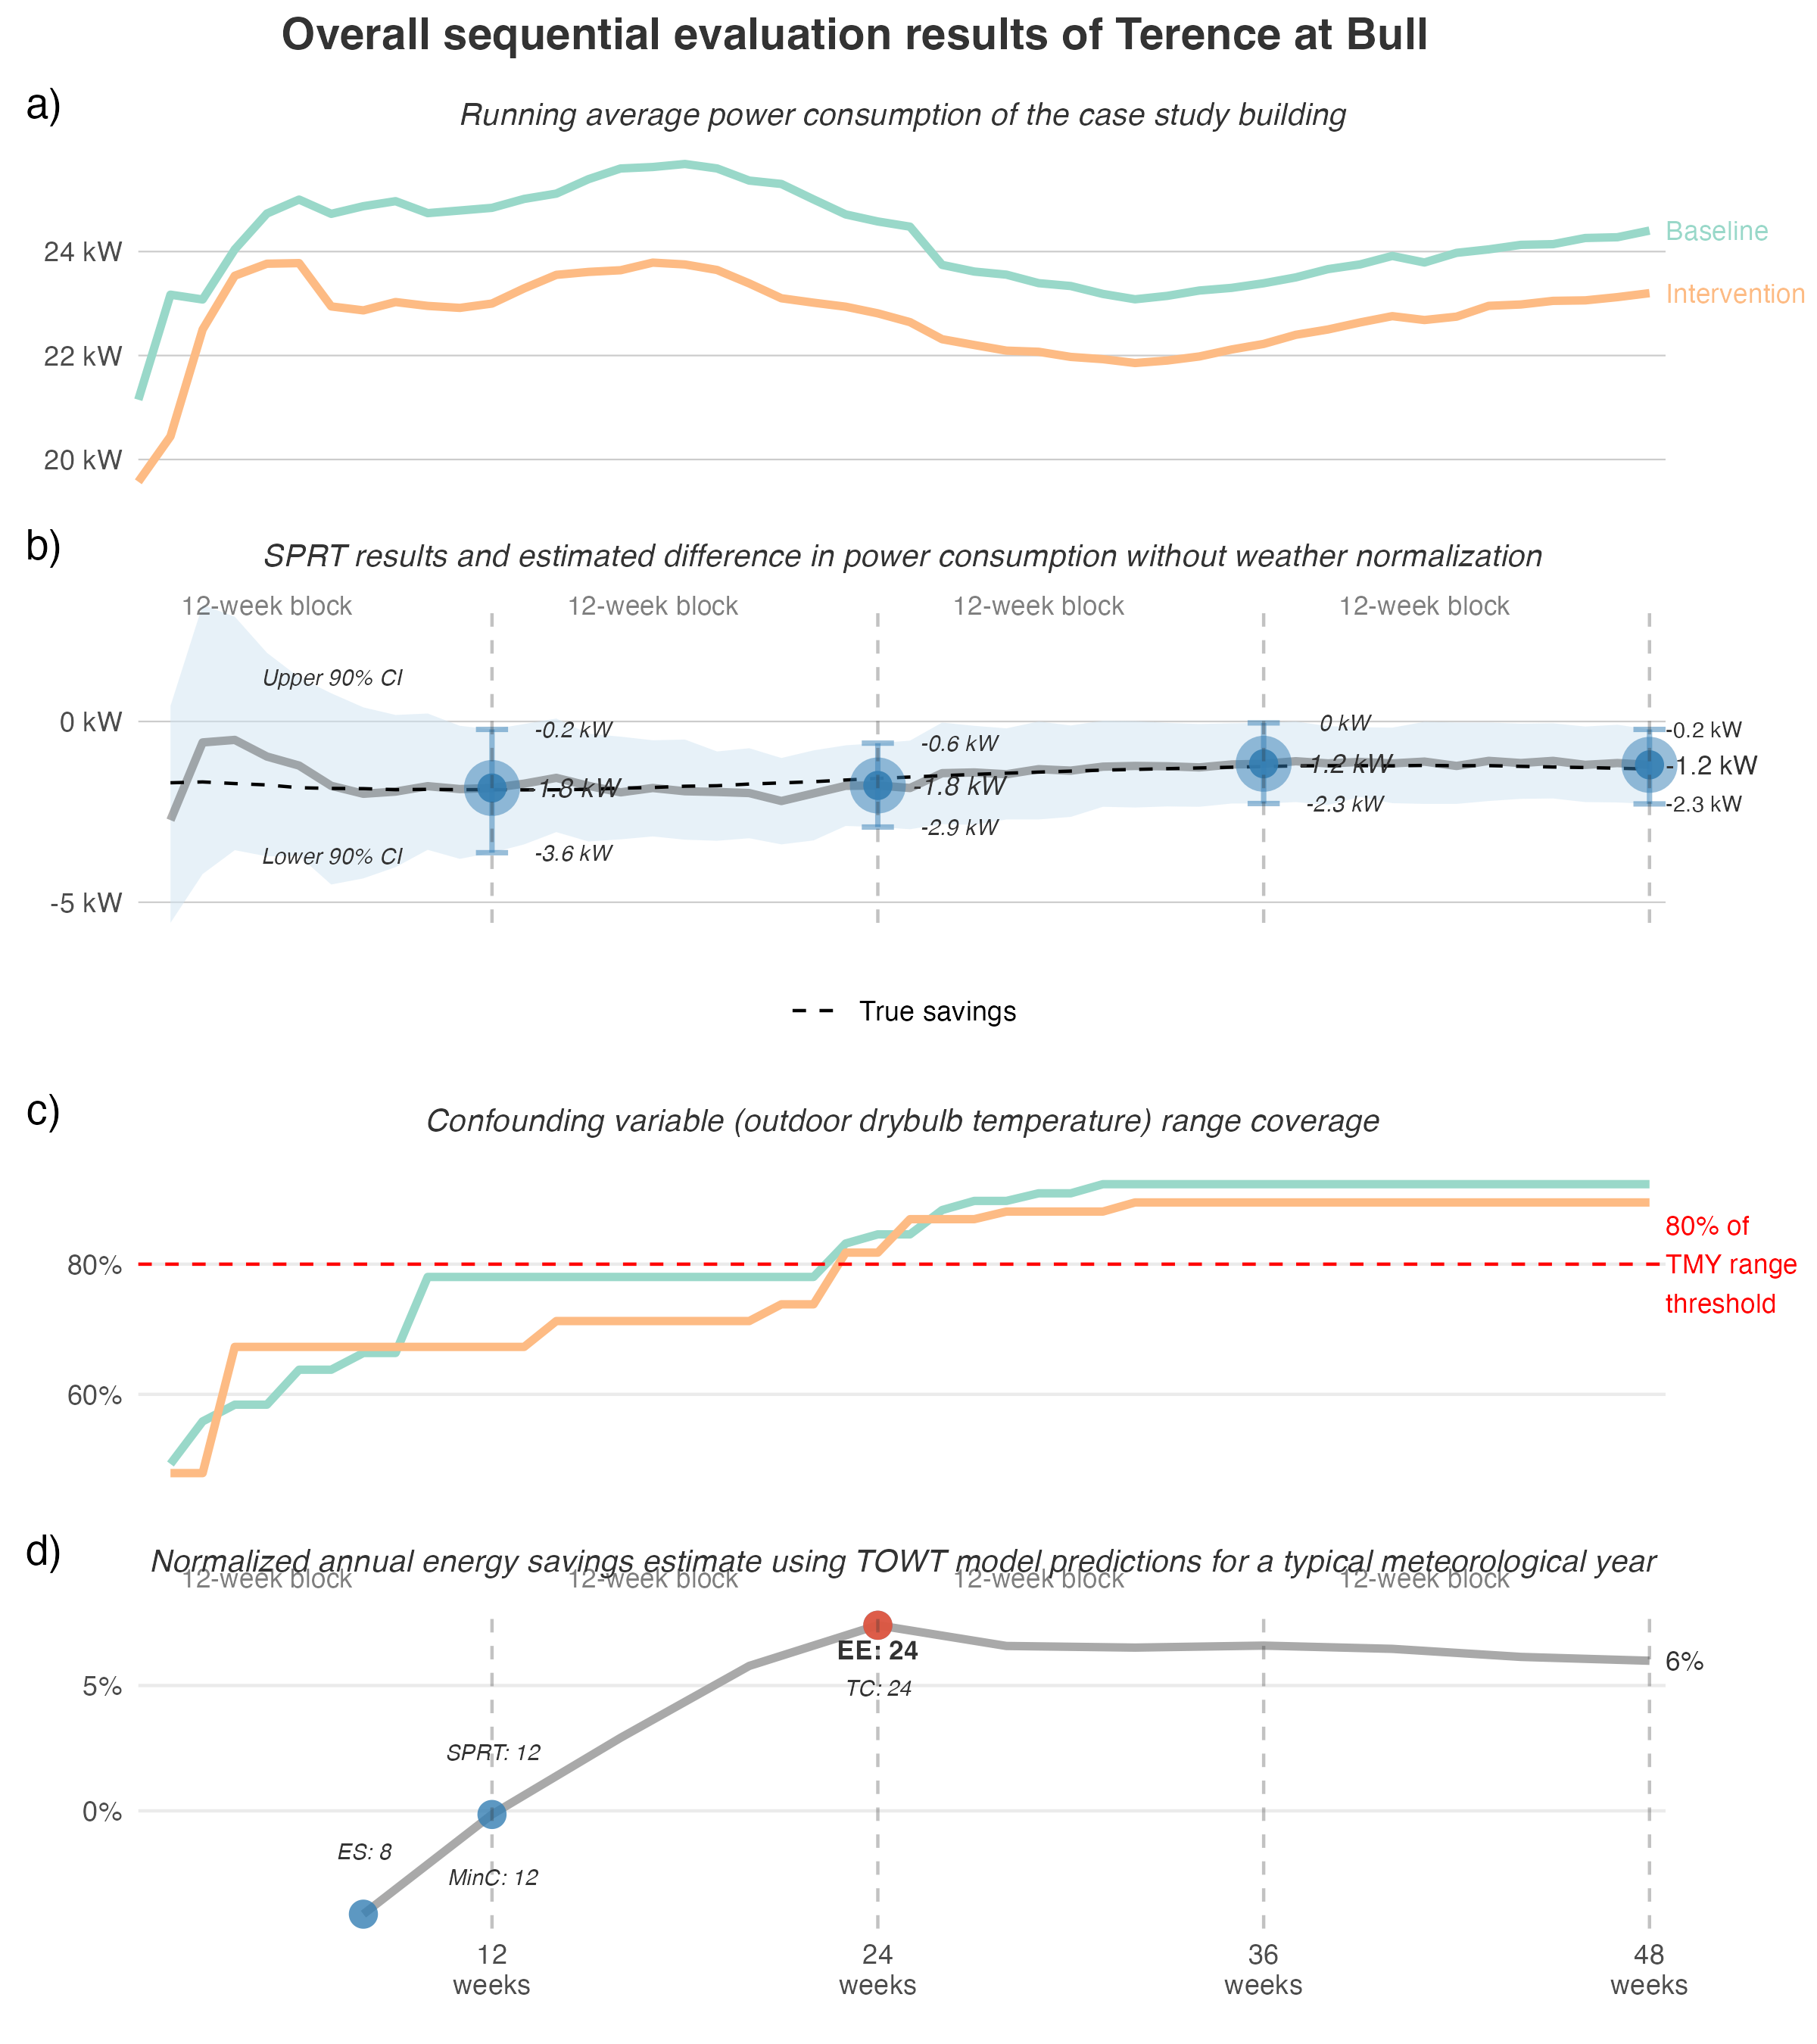 Overall sequential evaluation results of Terence at Bull
a)
Running average power consumption of the case study building
24 kW
22 kW
20 kW
Baseline
Intervention
b)
SPRT results and estimated difference in power consumption without weather normalization
12-week block 12-week block 12-week block 12-week block
Upper 90% CI
Lower 90% CI
0 kW
-5 kW
-0.2 kW
-1.8 kW
-3.6 kW
-0.6 kW
-1.8 kW
-2.9 kW
0 kW
-1.2 kW
-2.3 kW
-0.2 kW
-1.2 kW
-2.3 kW
True savings
c)
Confounding variable (outdoor drybulb temperature) range coverage
80%
60%
80% of
TMY range
threshold
d)
Normalized annual energy savings estimate using TOWT model predictions for a typical meteorological year
12-week block 12-week block 12-week block 12-week block
5%
0%
EE: 24
TC: 24
6%
SPRT: 12
ES: 8
MinC: 12
12
weeks
24
weeks
36
weeks
48
weeks